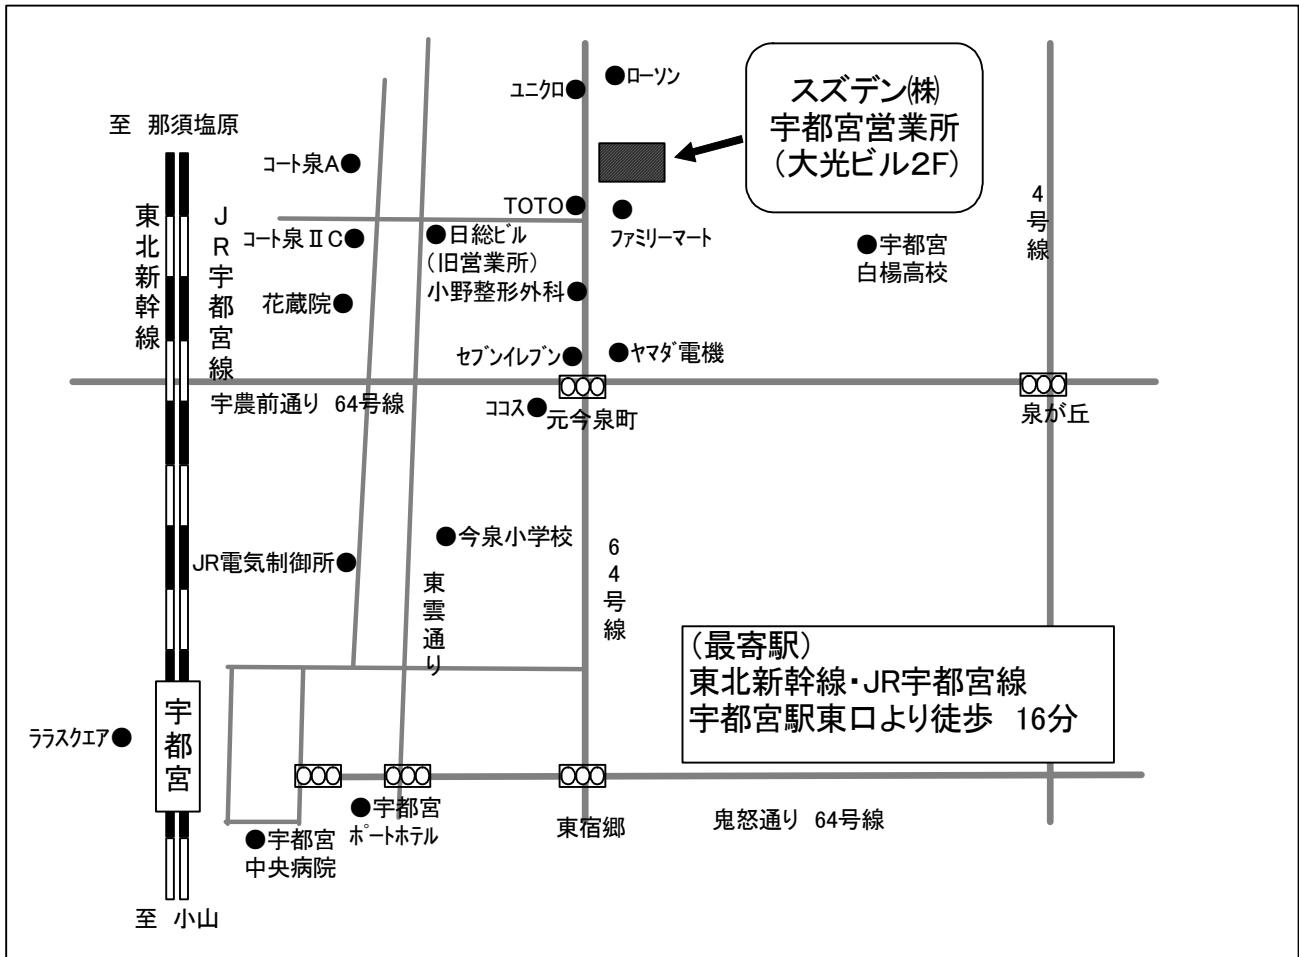 ユニクロ
ローソン
スズデン㈱
宇都宮営業所
(大光ビル2F)
至 那須塩原
コート泉A
東北新幹線
JR宇都宮線
TOTO
ファミリーマート
4号線
コート泉ⅡC
日総ビル
(旧営業所)
宇都宮
白楊高校
小野整形外科
花蔵院
セブンイレブン
ヤマダ電機
宇農前通り 64号線
ココス
元今泉町
泉が丘
今泉小学校
JR電気制御所
東雲通り
64号線
(最寄駅)
東北新幹線・JR宇都宮線
宇都宮駅東口より徒歩 16分
ララスクエア
宇都宮
宇都宮
ポートホテル
東宿郷
鬼怒通り 64号線
宇都宮
中央病院
至 小山